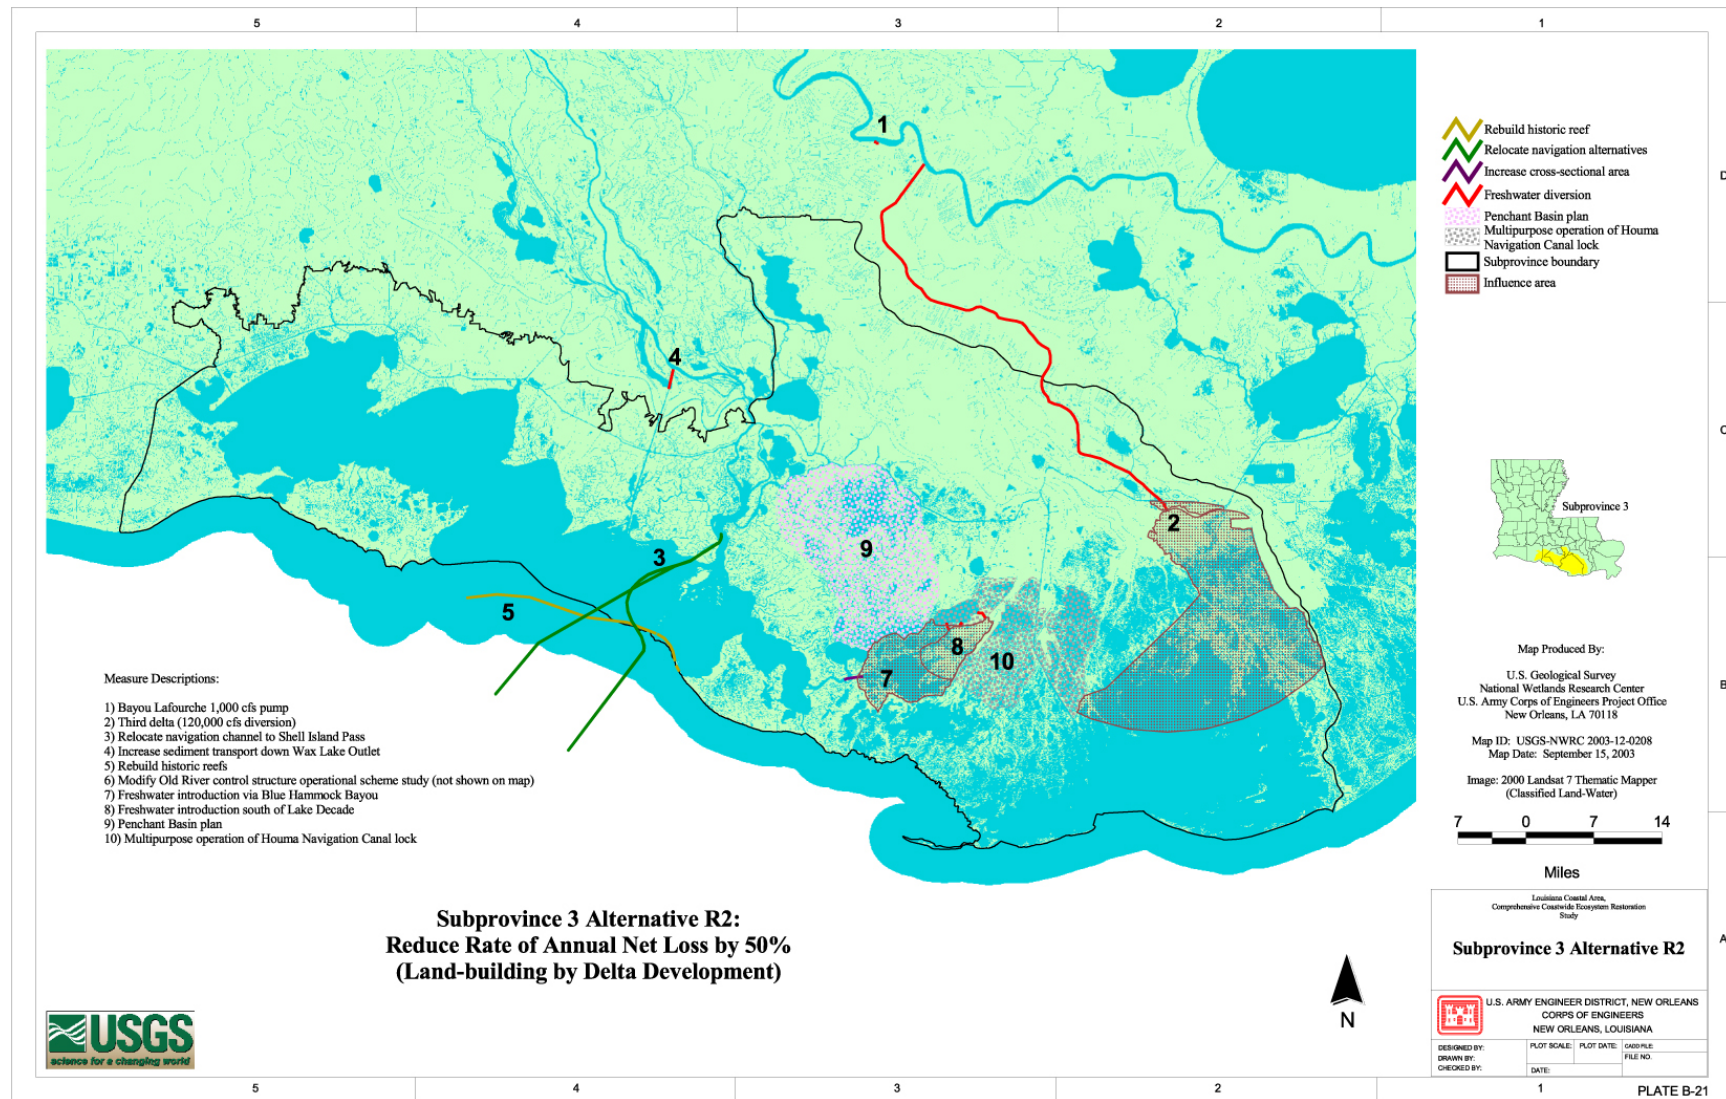 5 4 3 2 1
1
4
2
3
9
5
8
10
7
Rebuild historic reef
Relocate navigation alternatives
Increase cross-sectional area
Freshwater diversion
Penchant Basin plan
Multipurpose operation of Houma
Navigation Canal lock
Subprovince boundary
Influence area
D
C
B
A
Subprovince 3
Measure Descriptions:
1) Bayou Lafourche 1,000 cfs pump
2) Third delta (120,000 cfs diversion)
3) Relocate navigation channel to Shell Island Pass
4) Increase sediment transport down Wax Lake Outlet
5) Rebuild historic reefs
6) Modify Old River control structure operational scheme study (not shown on map)
7) Freshwater introduction via Blue Hammock Bayou
8) Freshwater introduction south of Lake Decade
9) Penchant Basin plan
10) Multipurpose operation of Houma Navigation Canal lock
Map Produced By:
U.S. Geological Survey
National Wetlands Research Center
U.S. Army Corps of Engineers Project Office
New Orleans, LA 70118
Map ID: USGS-NWRC 2003-12-0208
Map Date: September 15, 2003
Image: 2000 Landsat 7 Thematic Mapper
(Classified Land-Water)
7 0 7 14
Miles
Subprovince 3 Alternative R2:
Reduce Rate of Annual Net Loss by 50%
(Land-building by Delta Development)
N
USGS
science for a changing world
Louisiana Coastal Area,
Comprehensive Coastwide Ecosystem Restoration
Study
Subprovince 3 Alternative R2
U.S. ARMY ENGINEER DISTRICT, NEW ORLEANS
CORPS OF ENGINEERS
NEW ORLEANS, LOUISIANA
DESIGNED BY:
DRAWN BY:
CHECKED BY:
PLOT SCALE: PLOT DATE: CADD FILE:
FILE NO.
DATE:
5 4 3 2 1
PLATE B-21